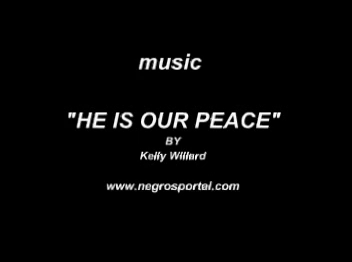 music
"HE IS OUR PEACE"
BY
Kelly Willard
www.negrosportal.com